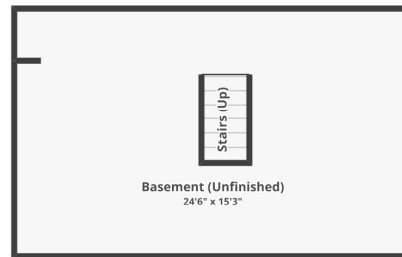 Stairs (Up)
Basement (Unfinished)
24'6" x 15'3"